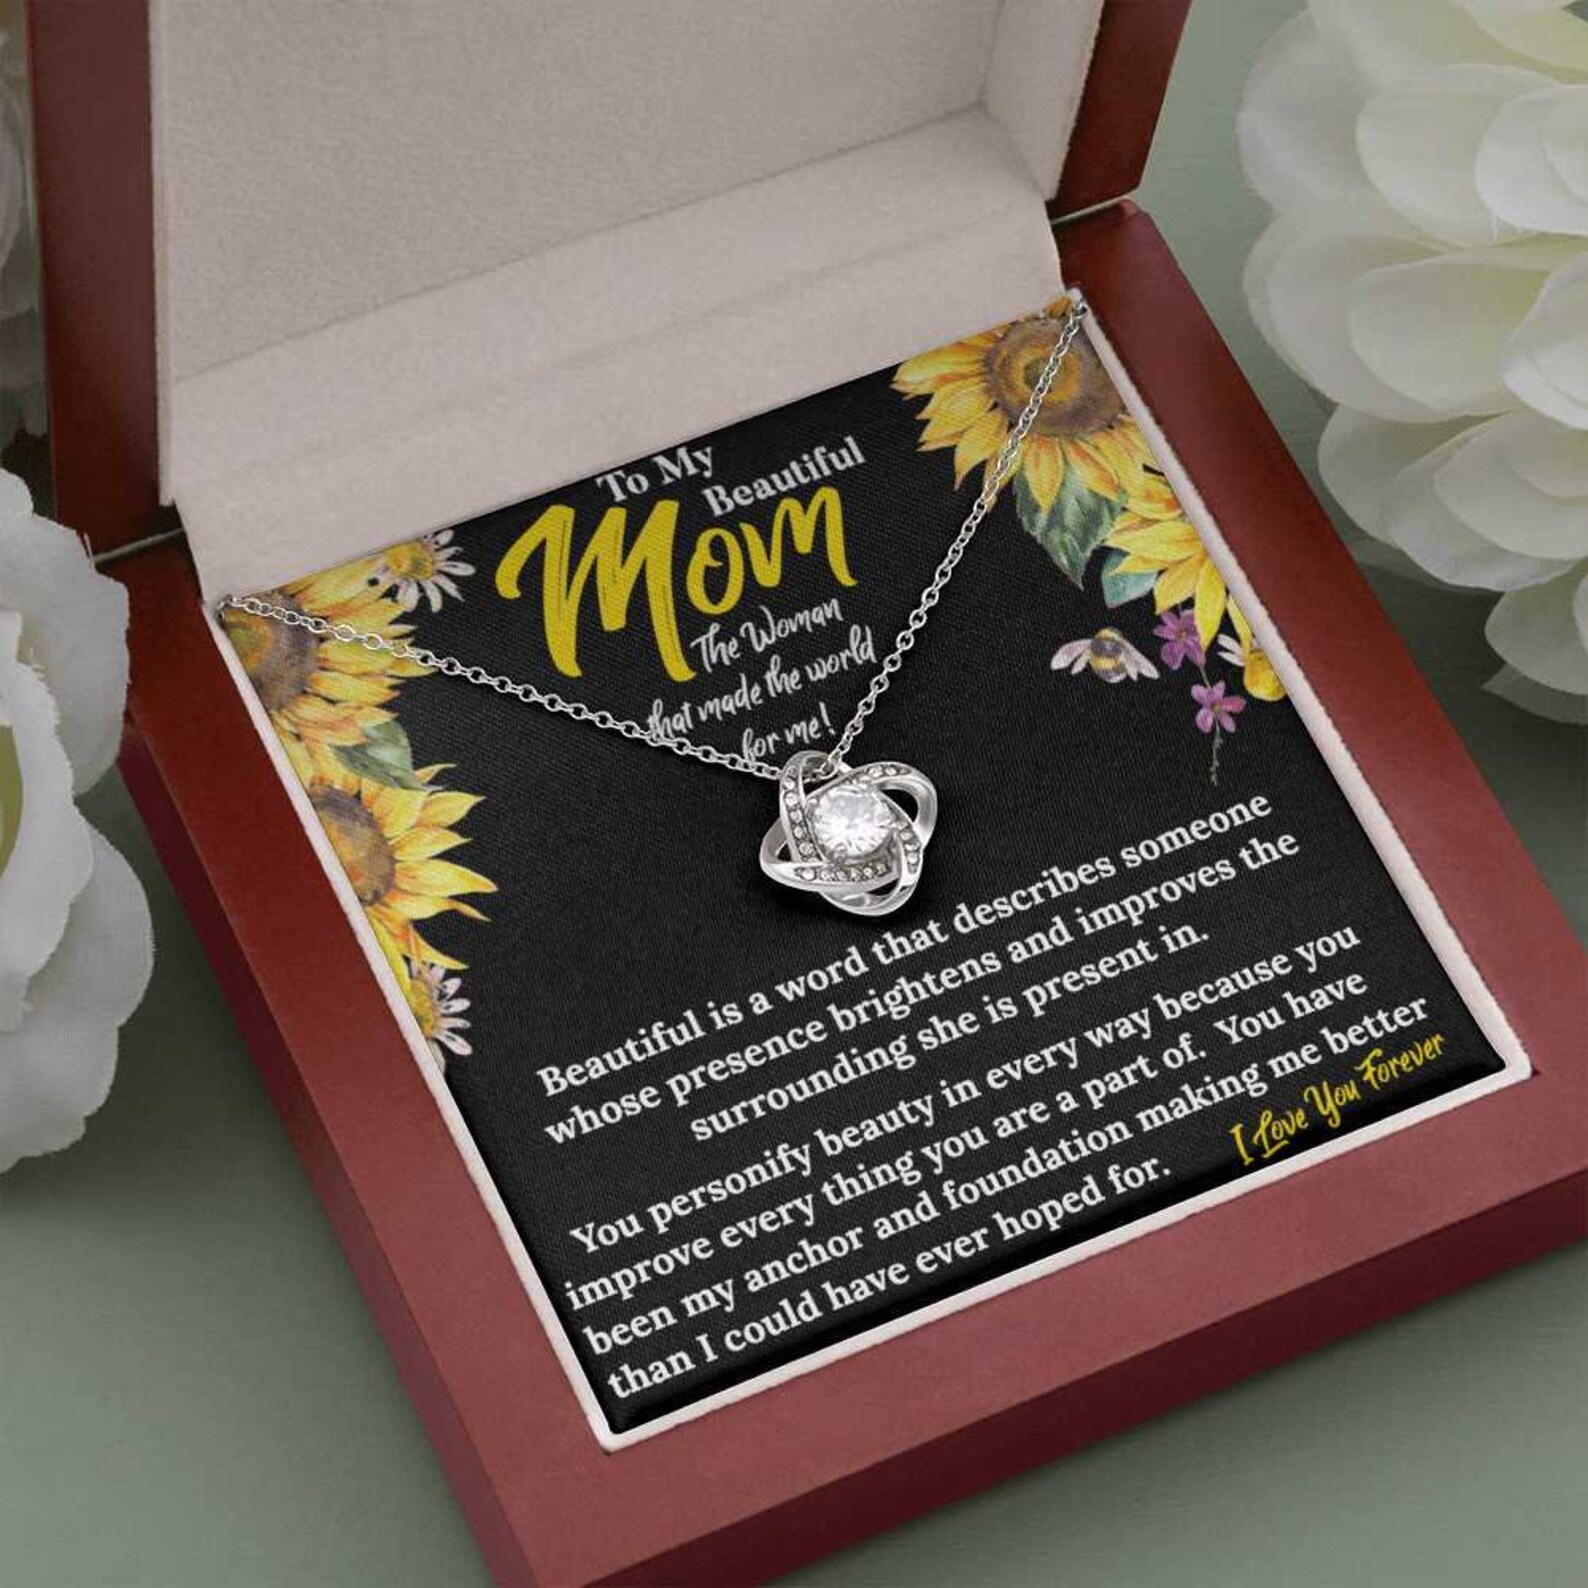 To My
Beautiful
Mom
The Woman
that made the world
for me!
Beautiful is a word that describes someone
whose presence brightens and improves the
surrounding she is present in.
You personify beauty in every way because you
improve every thing you are a part of. You have
been my anchor and foundation making me better
than I could have ever hoped for.
I Love You Forever